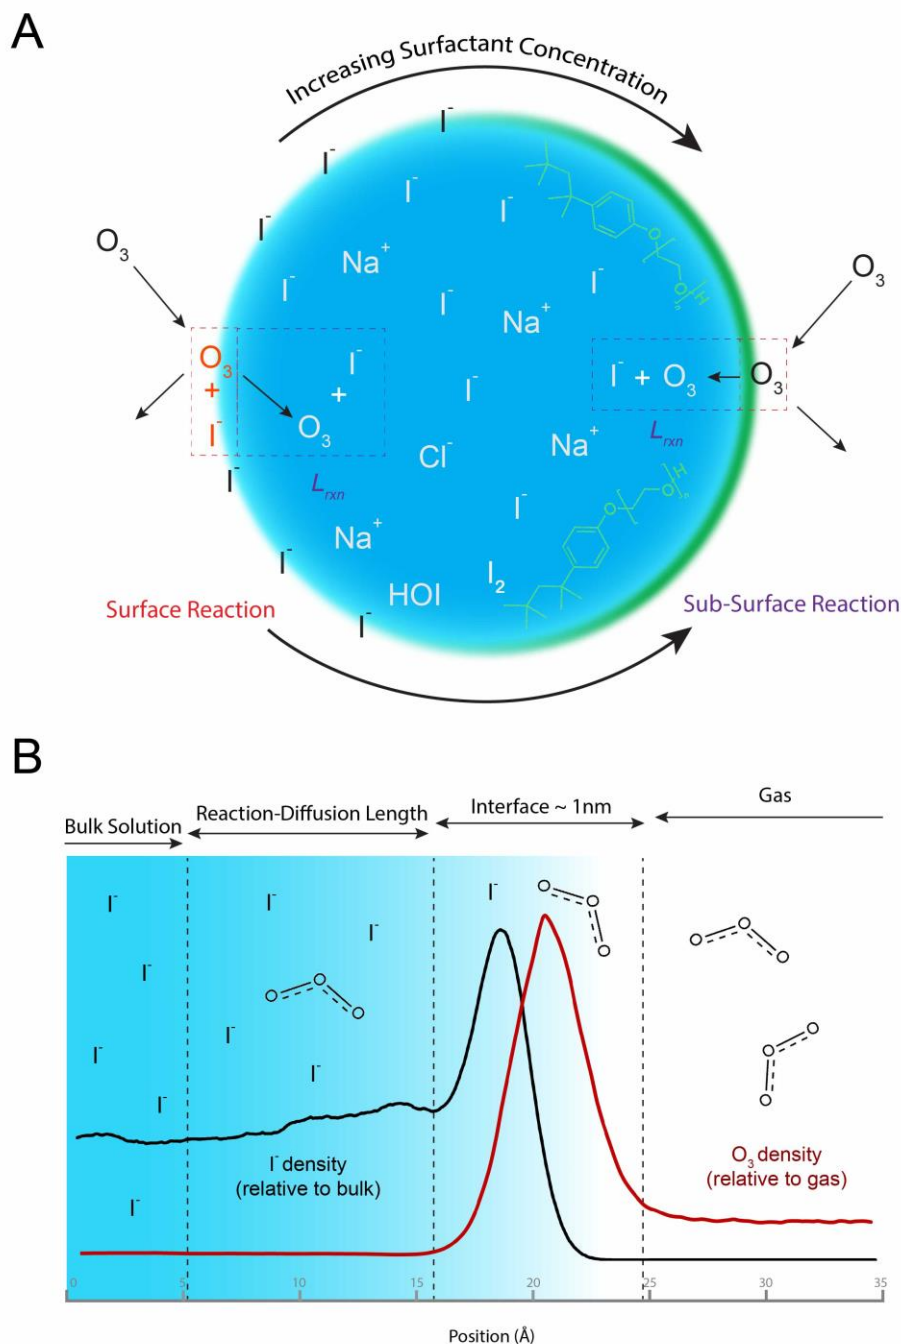 A
Increasing Surfactant Concentration
I⁻
I⁻
I⁻
I⁻
I⁻
O₃
Na⁺
O₃
I⁻
I⁻
I⁻
Na⁺
O₃
+
I⁻
I⁻
+
O₃
I⁻
I⁻ + O₃
O₃
Lrxn
Lrxn
Cl⁻
Na⁺
I⁻
I⁻
Na⁺
I⁻
HOI
I₂
I⁻
O
O
n
H
O
O
n
H
Surface Reaction
Sub-Surface Reaction
B
Bulk Solution
Reaction-Diffusion Length
Interface ~ 1nm
Gas
I⁻
I⁻
I⁻
I⁻
I⁻
I⁻
I⁻
I⁻
I⁻
I⁻
O
O
O
O
O
O
O
O
O
O
O
O
I⁻ density
(relative to bulk)
O₃ density
(relative to gas)
0
5
10
15
20
25
30
35
Position (Å)